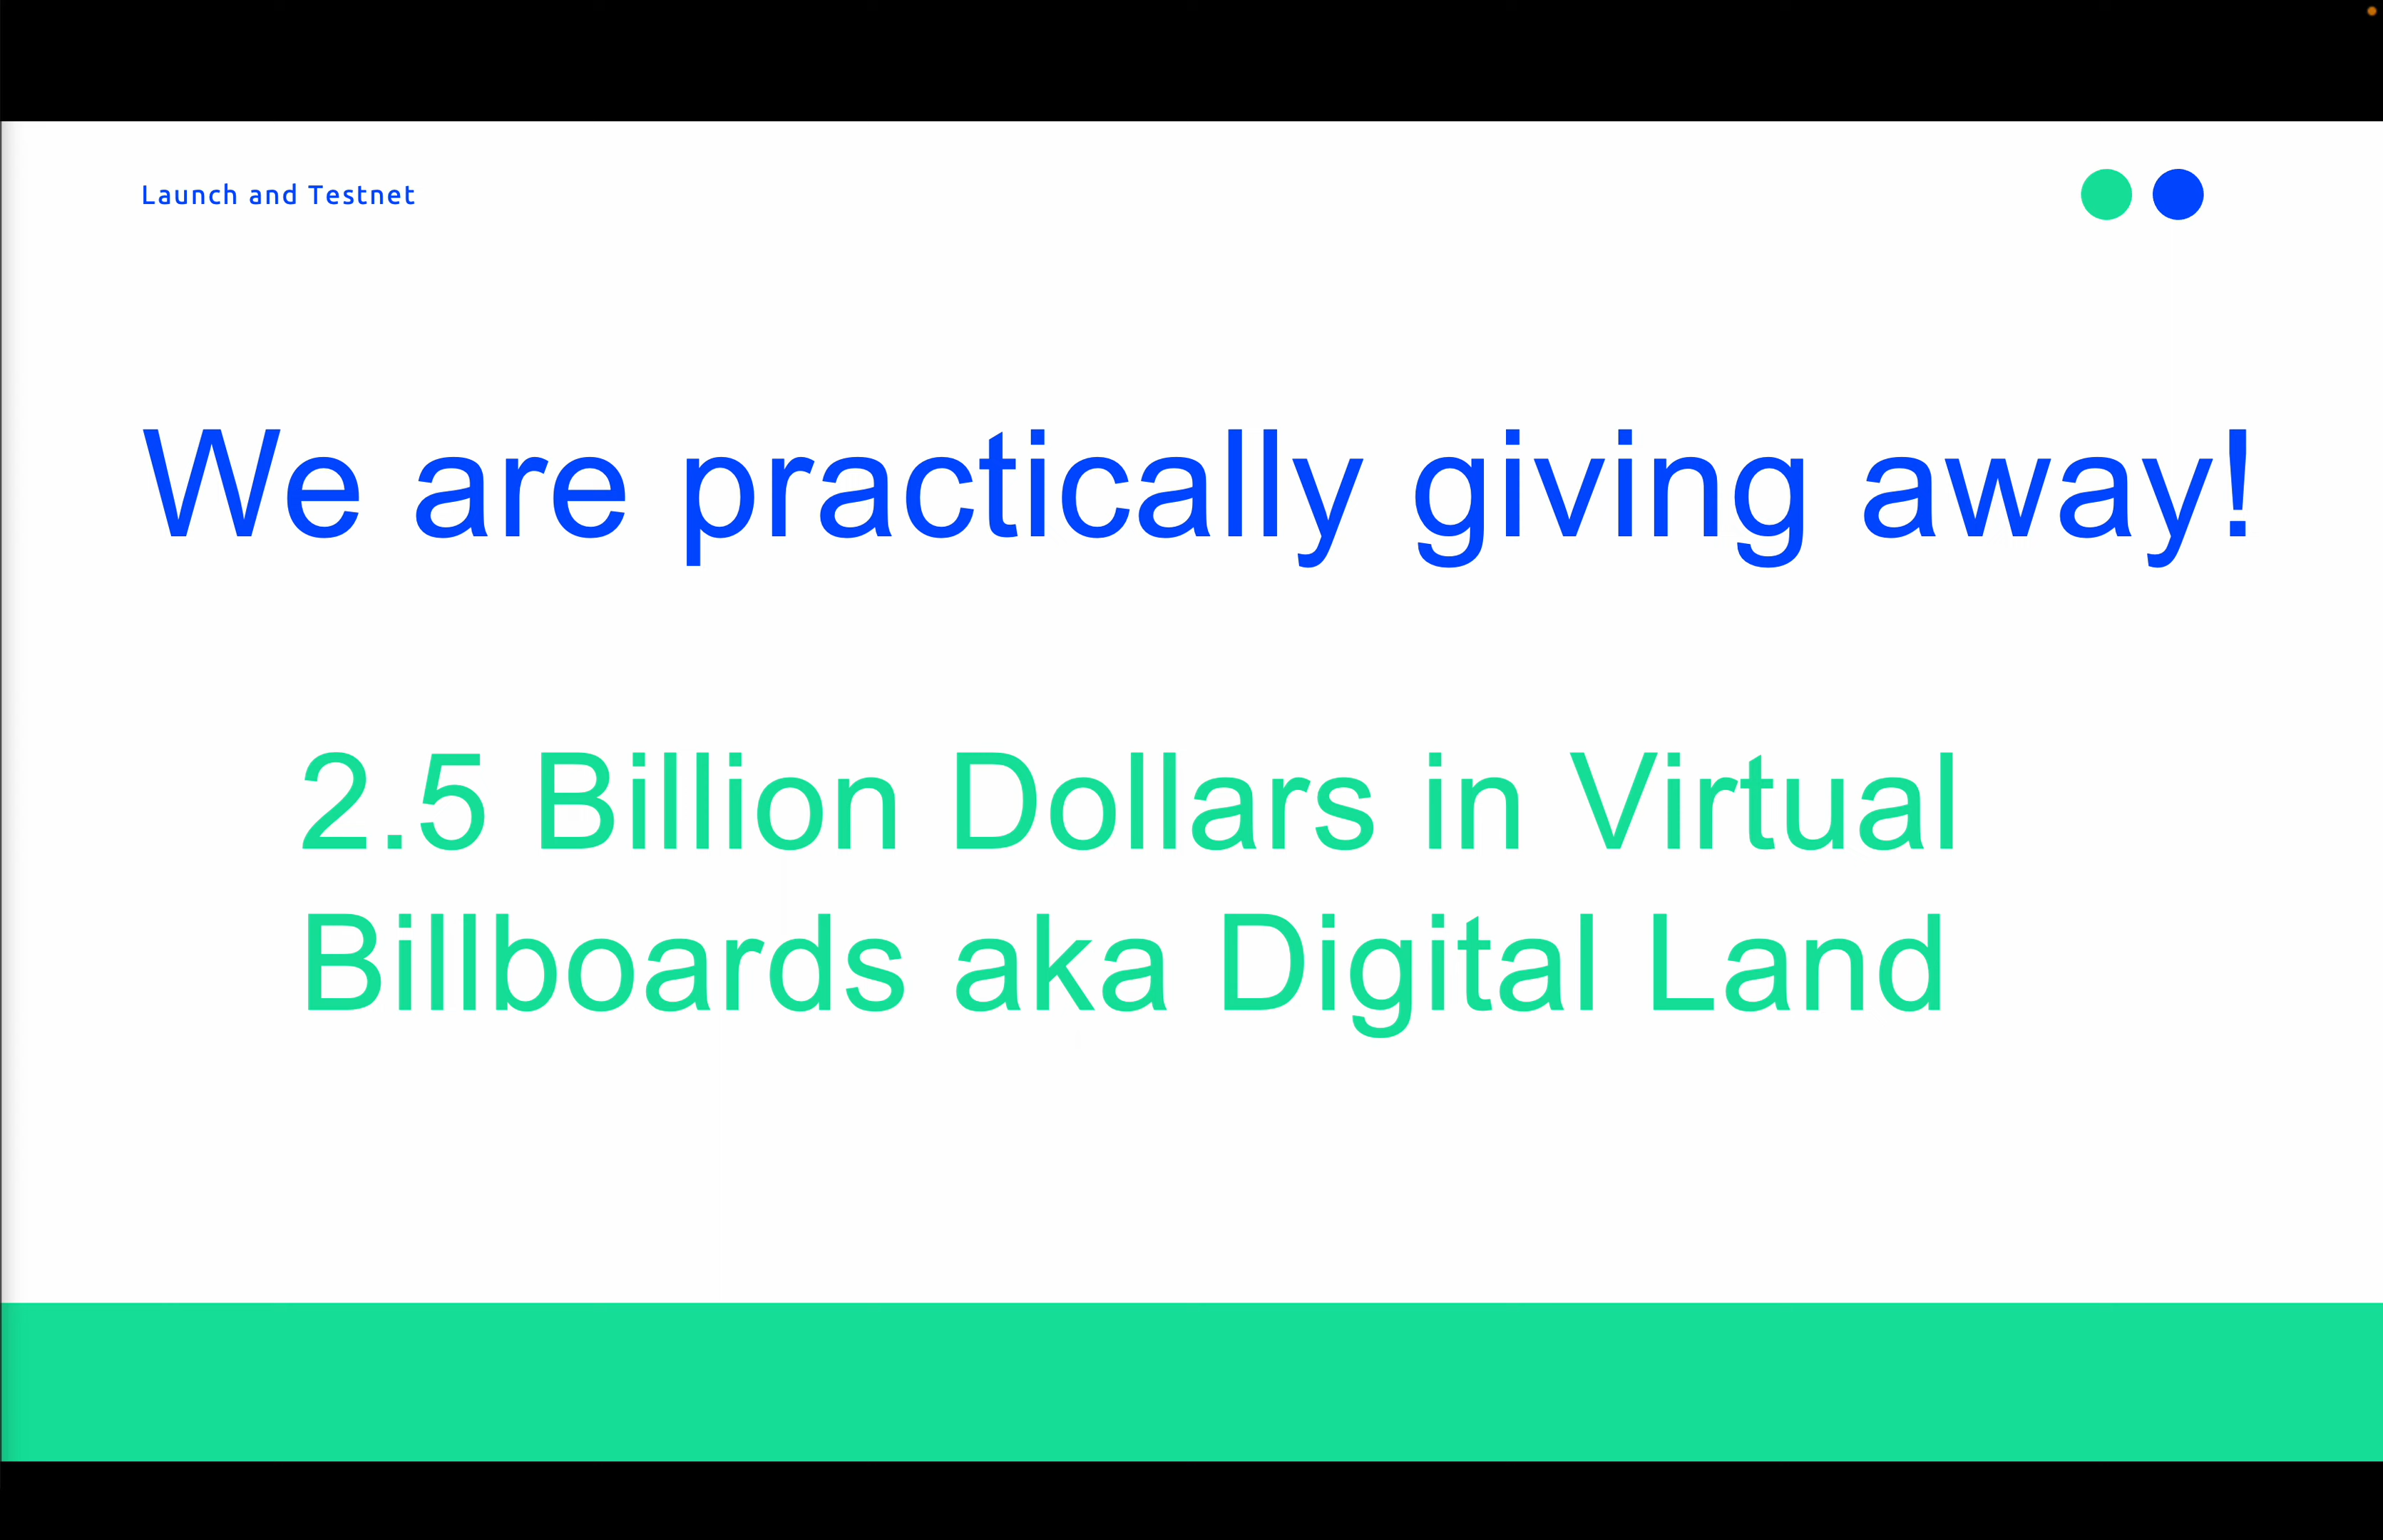 Launch and Testnet
We are practically giving away!
2.5 Billion Dollars in Virtual
Billboards aka Digital Land